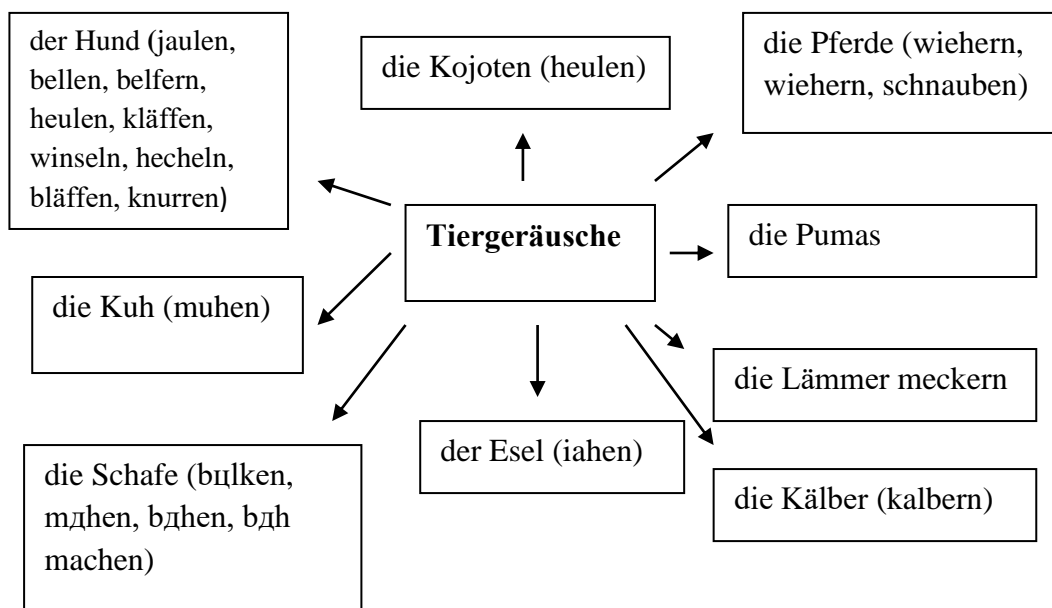 der Hund (jaulen,
bellen, belfern,
heulen, kläffen,
winseln, hecheln,
bläffen, knurren)
die Kojoten (heulen)
die Pferde (wiehern,
wiehern, schnauben)
Tiergeräusche
die Pumas
die Kuh (muhen)
die Lämmer meckern
der Esel (iahen)
die Schafe (bцlken,
mдhen, bдhen, bдh
machen)
die Kälber (kalbern)